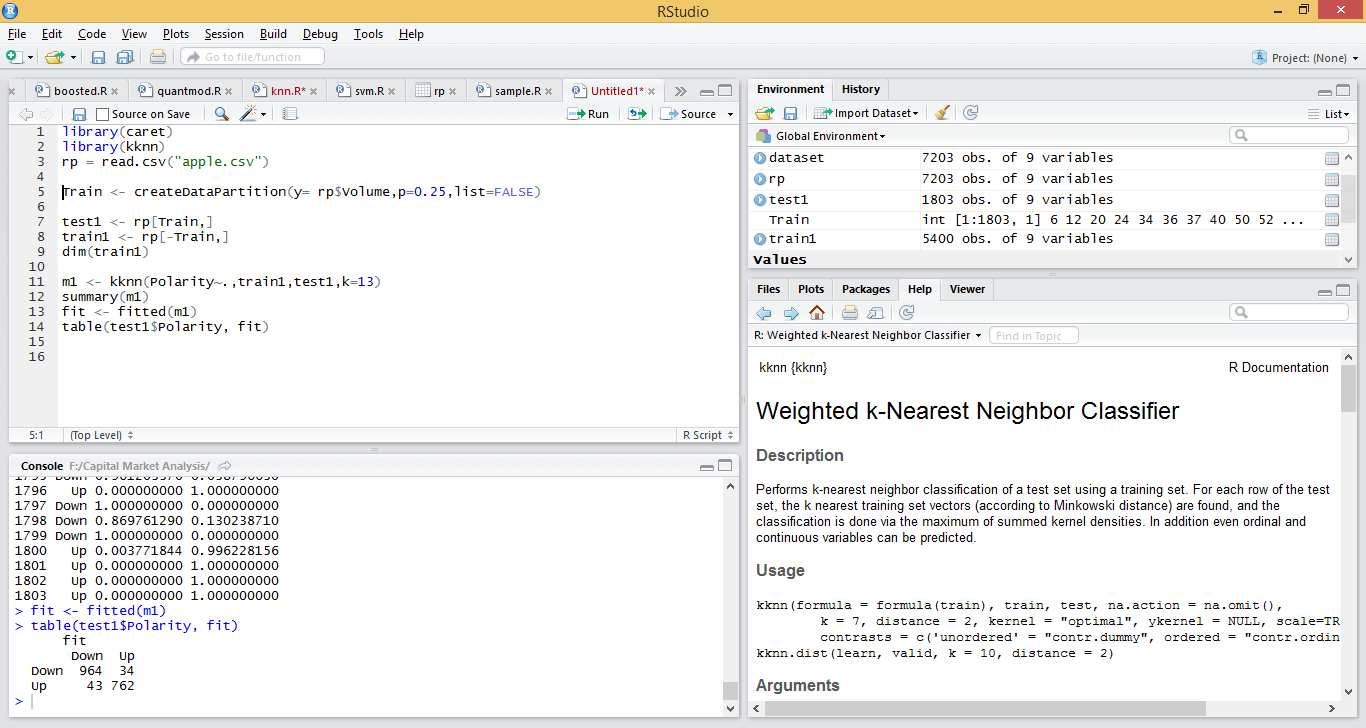 RStudio
File Edit Code View Plots Session Build Debug Tools Help
Go to file/function
Project: (None)
boosted.R quantmod.R knn.R* svm.R rp sample.R Untitled1*
Source on Save Run Source
1 library(caret)
2 library(kknn)
3 rp = read.csv("apple.csv")
4
5 Train <- createDataPartition(y= rp$Volume,p=0.25,list=FALSE)
6
7 test1 <- rp[Train,]
8 train1 <- rp[-Train,]
9 dim(train1)
10
11 m1 <- kknn(Polarity~.,train1,test1,k=13)
12 summary(m1)
13 fit <- fitted(m1)
14 table(test1$Polarity, fit)
15
16
5:1 (Top Level) R Script
Console F:/Capital Market Analysis/
1796 Up 0.000000000 1.000000000
1797 Down 1.000000000 0.000000000
1798 Down 0.869761290 0.130238710
1799 Down 1.000000000 0.000000000
1800 Up 0.003771844 0.996228156
1801 Up 0.000000000 1.000000000
1802 Up 0.000000000 1.000000000
1803 Up 0.000000000 1.000000000
> fit <- fitted(m1)
> table(test1$Polarity, fit)
fit
Down Up
Down 964 34
Up 43 762
>
Environment History
Import Dataset List
Global Environment
dataset 7203 obs. of 9 variables
rp 7203 obs. of 9 variables
test1 1803 obs. of 9 variables
Train int [1:1803, 1] 6 12 20 24 34 36 37 40 50 52 ...
train1 5400 obs. of 9 variables
Values
Files Plots Packages Help Viewer
R: Weighted k-Nearest Neighbor Classifier Find in Topic
kknn {kknn} R Documentation
Weighted k-Nearest Neighbor Classifier
Description
Performs k-nearest neighbor classification of a test set using a training set. For each row of the test
set, the k nearest training set vectors (according to Minkowski distance) are found, and the
classification is done via the maximum of summed kernel densities. In addition even ordinal and
continuous variables can be predicted.
Usage
kknn(formula = formula(train), train, test, na.action = na.omit(),
k = 7, distance = 2, kernel = "optimal", ykernel = NULL, scale=TR
contrasts = c('unordered' = "contr.dummy", ordered = "contr.ordin
kknn.dist(learn, valid, k = 10, distance = 2)
Arguments